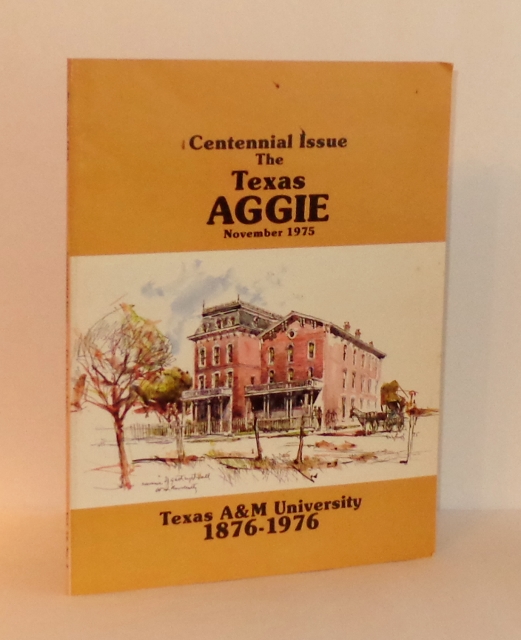 Centennial Issue
The
Texas
AGGIE
November 1975
Texas A&M University
1876-1976